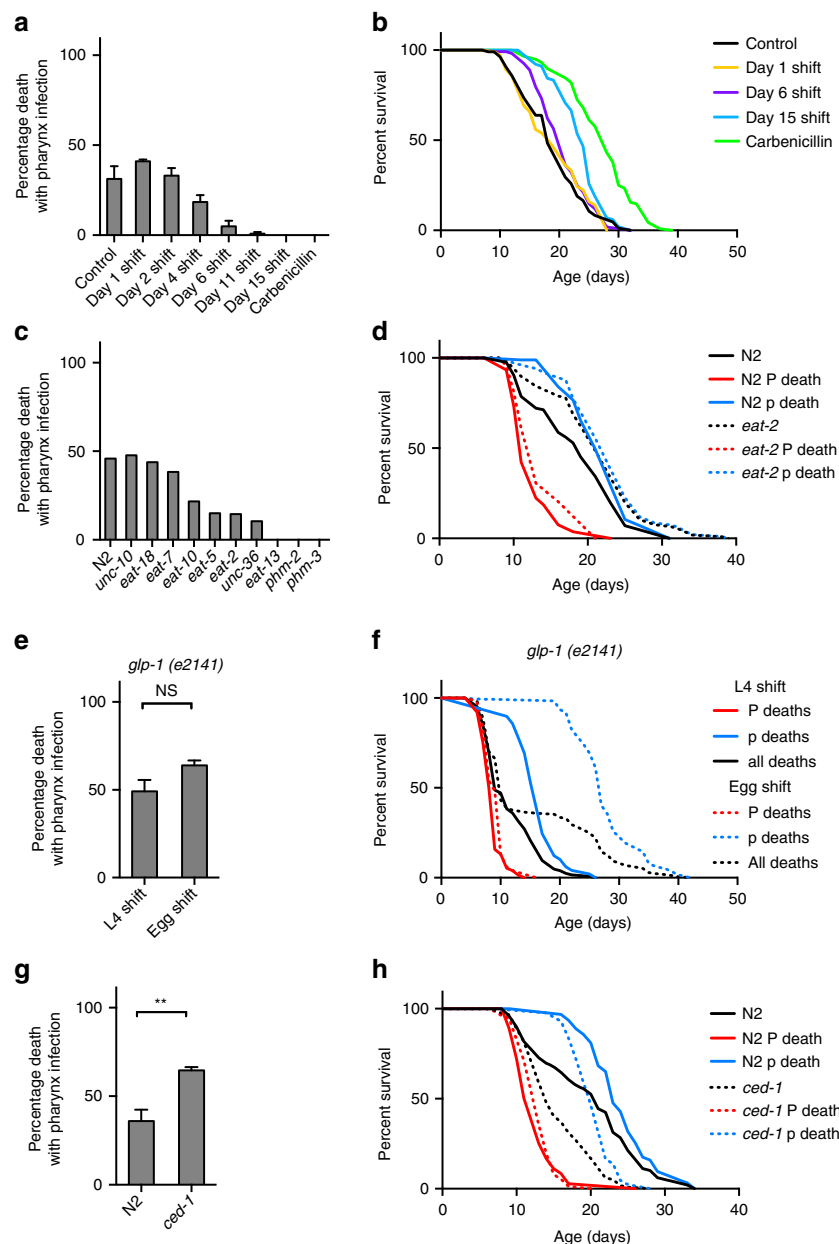 a
100
50
0
Percentage death
with pharynx infection
Control
Day 1 shift
Day 2 shift
Day 4 shift
Day 6 shift
Day 11 shift
Day 15 shift
Carbenicillin
b
100
50
0
Percent survival
0 10 20 30 40 50
Age (days)
Control
Day 1 shift
Day 6 shift
Day 15 shift
Carbenicillin
c
100
50
0
Percentage death
with pharynx infection
N2
unc-10
eat-18
eat-7
eat-10
eat-5
eat-2
unc-36
eat-13
phm-2
phm-3
d
100
50
0
Percent survival
0 10 20 30 40
Age (days)
N2
N2 P death
N2 p death
eat-2
eat-2 P death
eat-2 p death
e
glp-1 (e2141)
NS
100
50
0
Percentage death
with pharynx infection
L4 shift
Egg shift
f
glp-1 (e2141)
100
50
0
Percent survival
0 10 20 30 40 50
Age (days)
L4 shift
P deaths
p deaths
all deaths
Egg shift
P deaths
p deaths
All deaths
g
**
100
50
0
Percentage death
with pharynx infection
N2
ced-1
h
100
50
0
Percent survival
0 10 20 30 40
Age (days)
N2
N2 P death
N2 p death
ced-1
ced-1 P death
ced-1 p death